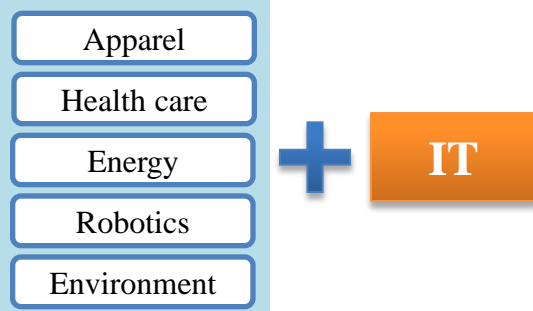 Apparel
Health care
Energy
Robotics
Environment
IT